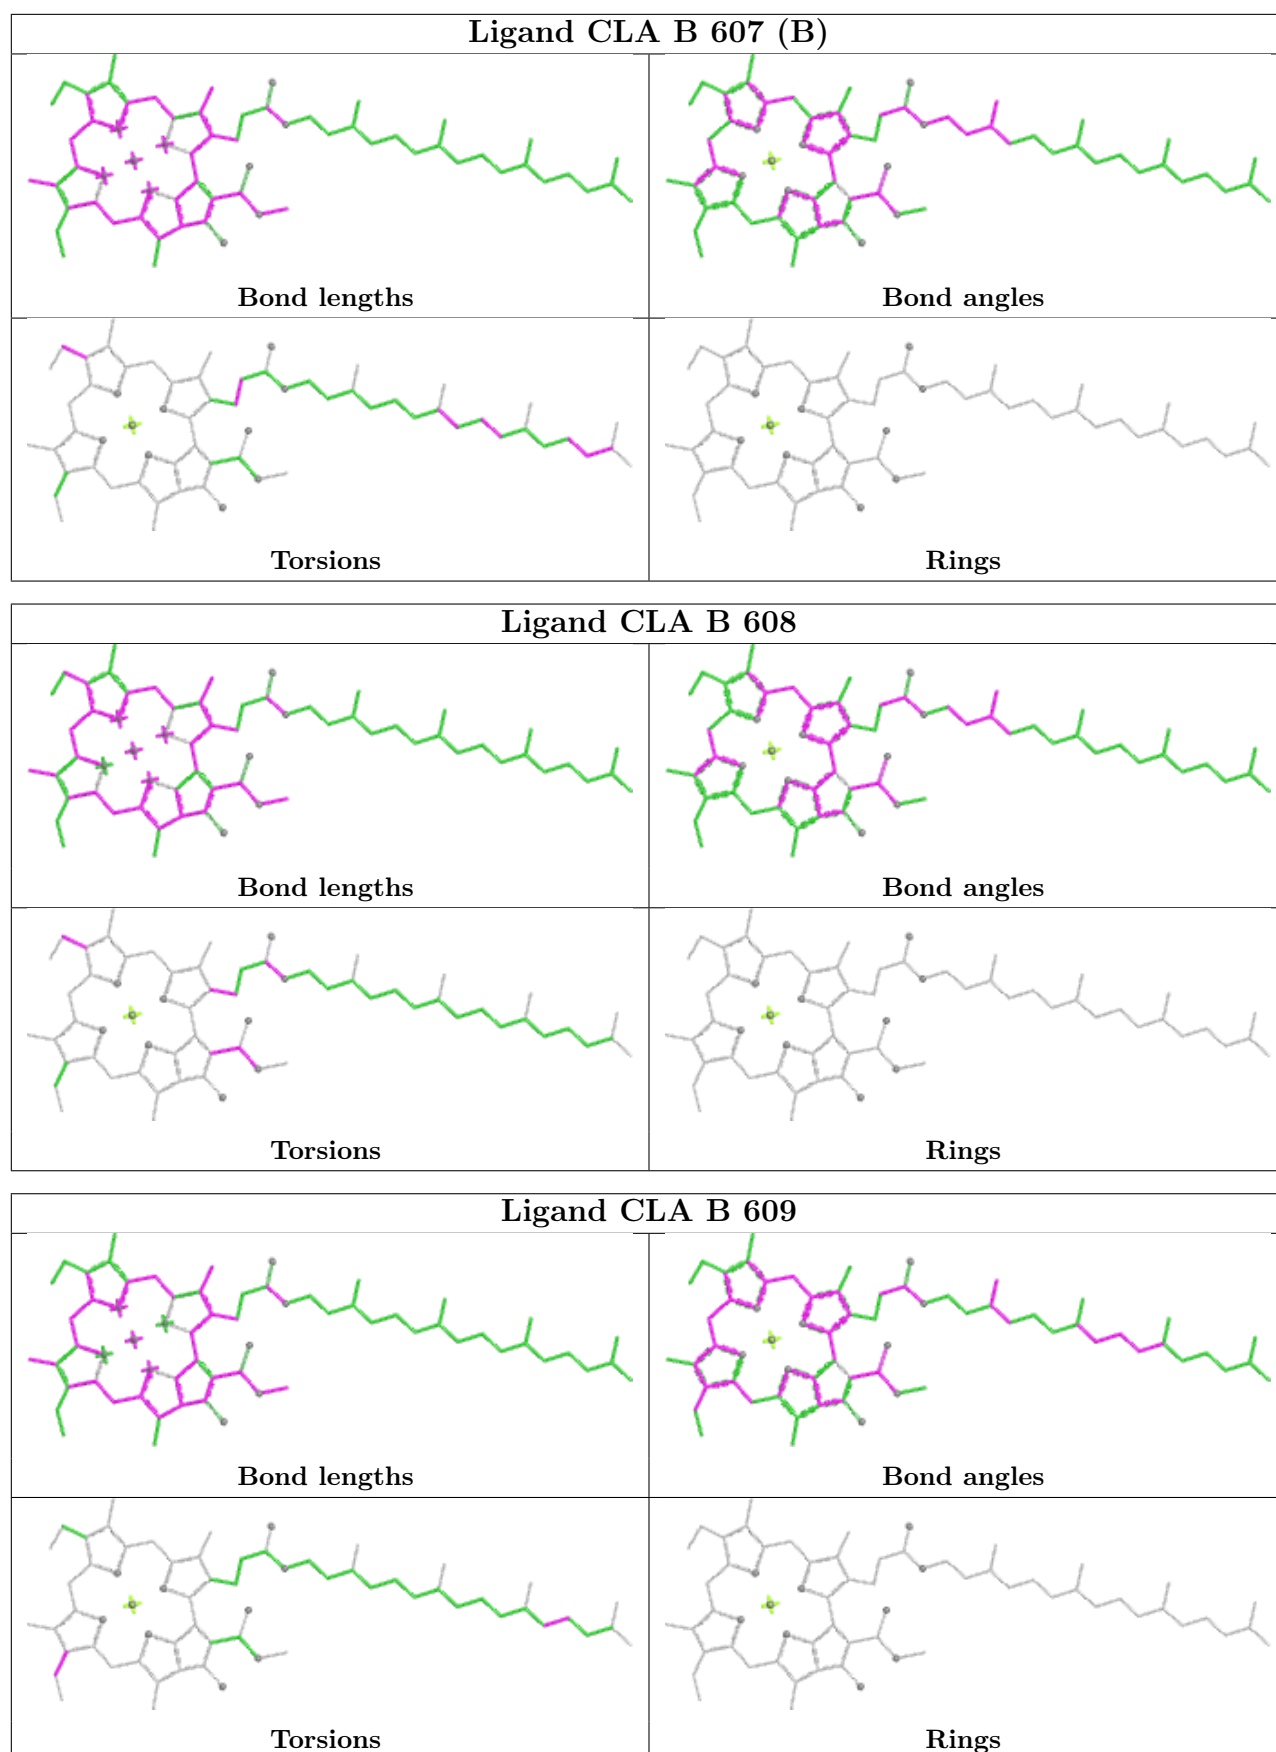 Ligand CLA B 607 (B)
Bond lengths
Bond angles
Torsions
Rings
Ligand CLA B 608
Bond lengths
Bond angles
Torsions
Rings
Ligand CLA B 609
Bond lengths
Bond angles
Torsions
Rings